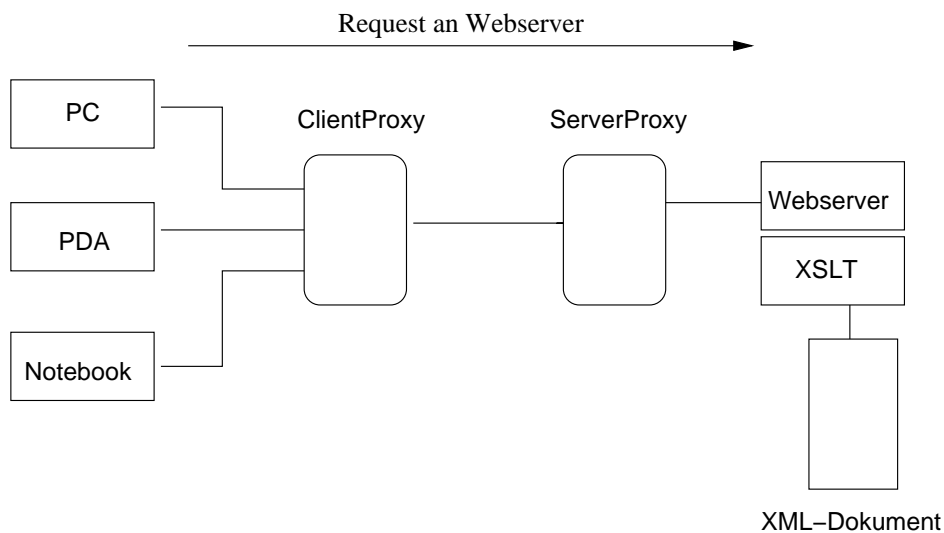 Request an Webserver
PC
ClientProxy
ServerProxy
Webserver
PDA
XSLT
Notebook
XML–Dokument